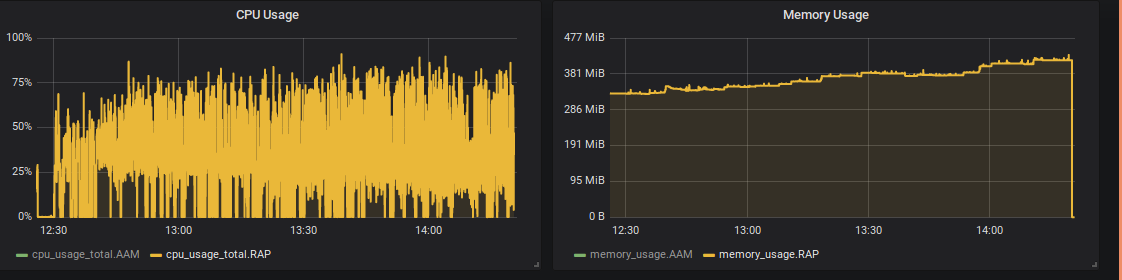 CPU Usage
100%
75%
50%
25%
0%
12:30 13:00 13:30 14:00
cpu_usage_total.AAM cpu_usage_total.RAP
Memory Usage
477 MiB
381 MiB
286 MiB
191 MiB
95 MiB
0 B
12:30 13:00 13:30 14:00
memory_usage.AAM memory_usage.RAP